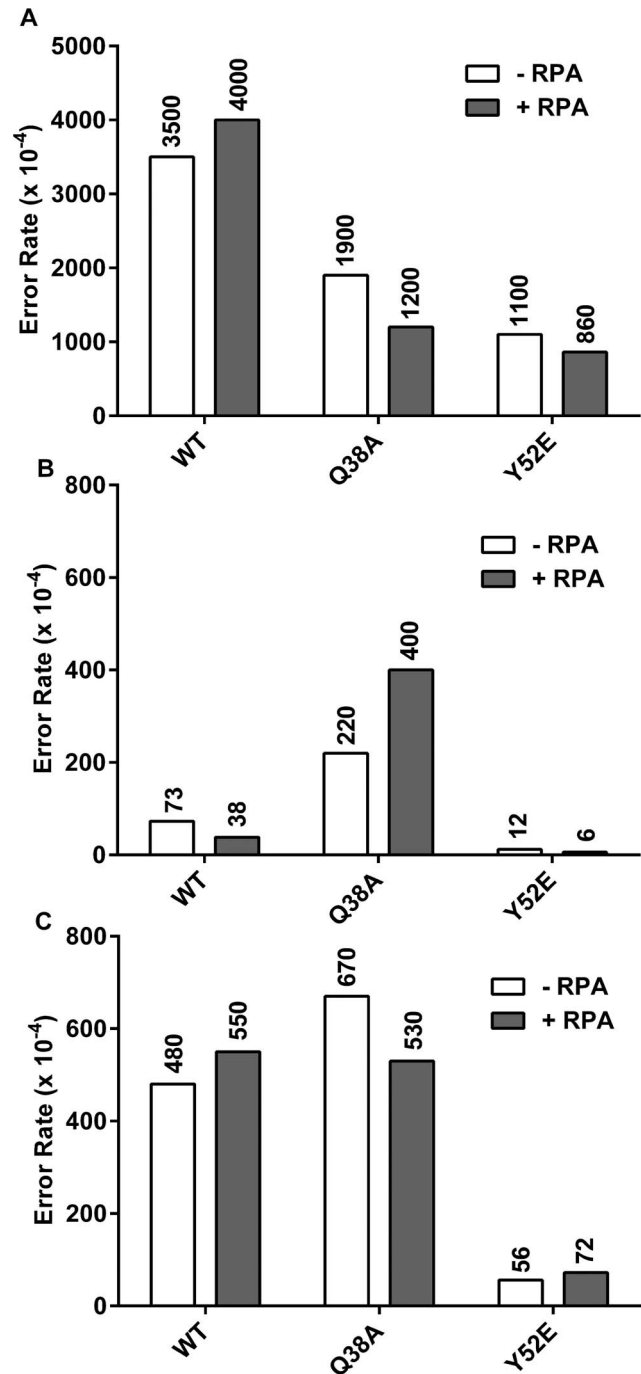 A
Error Rate (x 10⁻⁴)
5000
4000
3000
2000
1000
0
- RPA
+ RPA
3500
4000
1900
1200
1100
860
WT
Q38A
Y52E
B
Error Rate (x 10⁻⁴)
800
600
400
200
0
- RPA
+ RPA
73
38
220
400
12
6
WT
Q38A
Y52E
C
Error Rate (x 10⁻⁴)
800
600
400
200
0
- RPA
+ RPA
480
550
670
530
56
72
WT
Q38A
Y52E